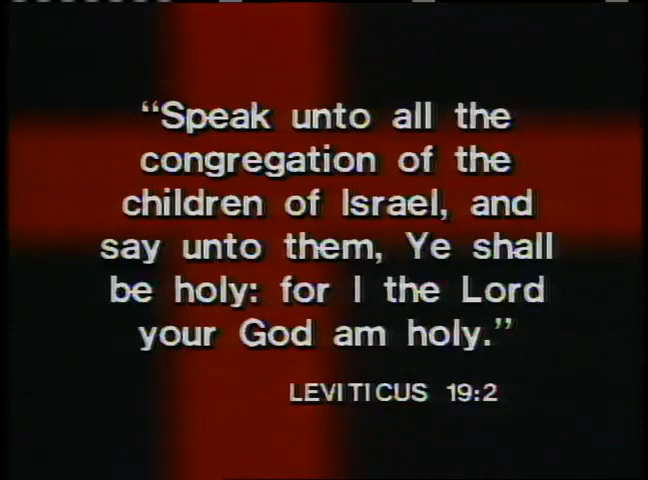 “Speak unto all the
congregation of the
children of Israel, and
say unto them, Ye shall
be holy: for I the Lord
your God am holy.”
LEVITICUS 19:2